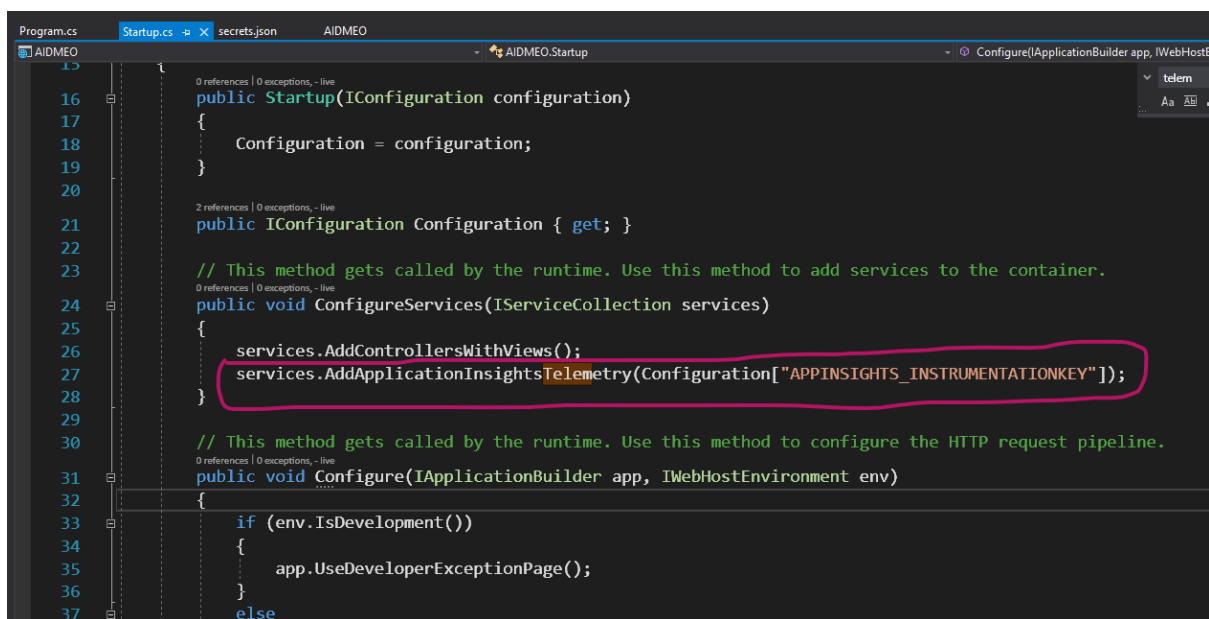 Program.cs Startup.cs secrets.json AIDMEO
AIDMEO AIDMEO.Startup Configure(IApplicationBuilder app, IWebHostE
telem
Aa Ab
15 {
0 references | 0 exceptions, - live
16 public Startup(IConfiguration configuration)
17 {
18 Configuration = configuration;
19 }
20
2 references | 0 exceptions, - live
21 public IConfiguration Configuration { get; }
22
23 // This method gets called by the runtime. Use this method to add services to the container.
0 references | 0 exceptions, - live
24 public void ConfigureServices(IServiceCollection services)
25 {
26 services.AddControllersWithViews();
27 services.AddApplicationInsightsTelemetry(Configuration["APPINSIGHTS_INSTRUMENTATIONKEY"]);
28 }
29
30 // This method gets called by the runtime. Use this method to configure the HTTP request pipeline.
0 references | 0 exceptions, - live
31 public void Configure(IApplicationBuilder app, IWebHostEnvironment env)
32 {
33 if (env.IsDevelopment())
34 {
35 app.UseDeveloperExceptionPage();
36 }
37 else